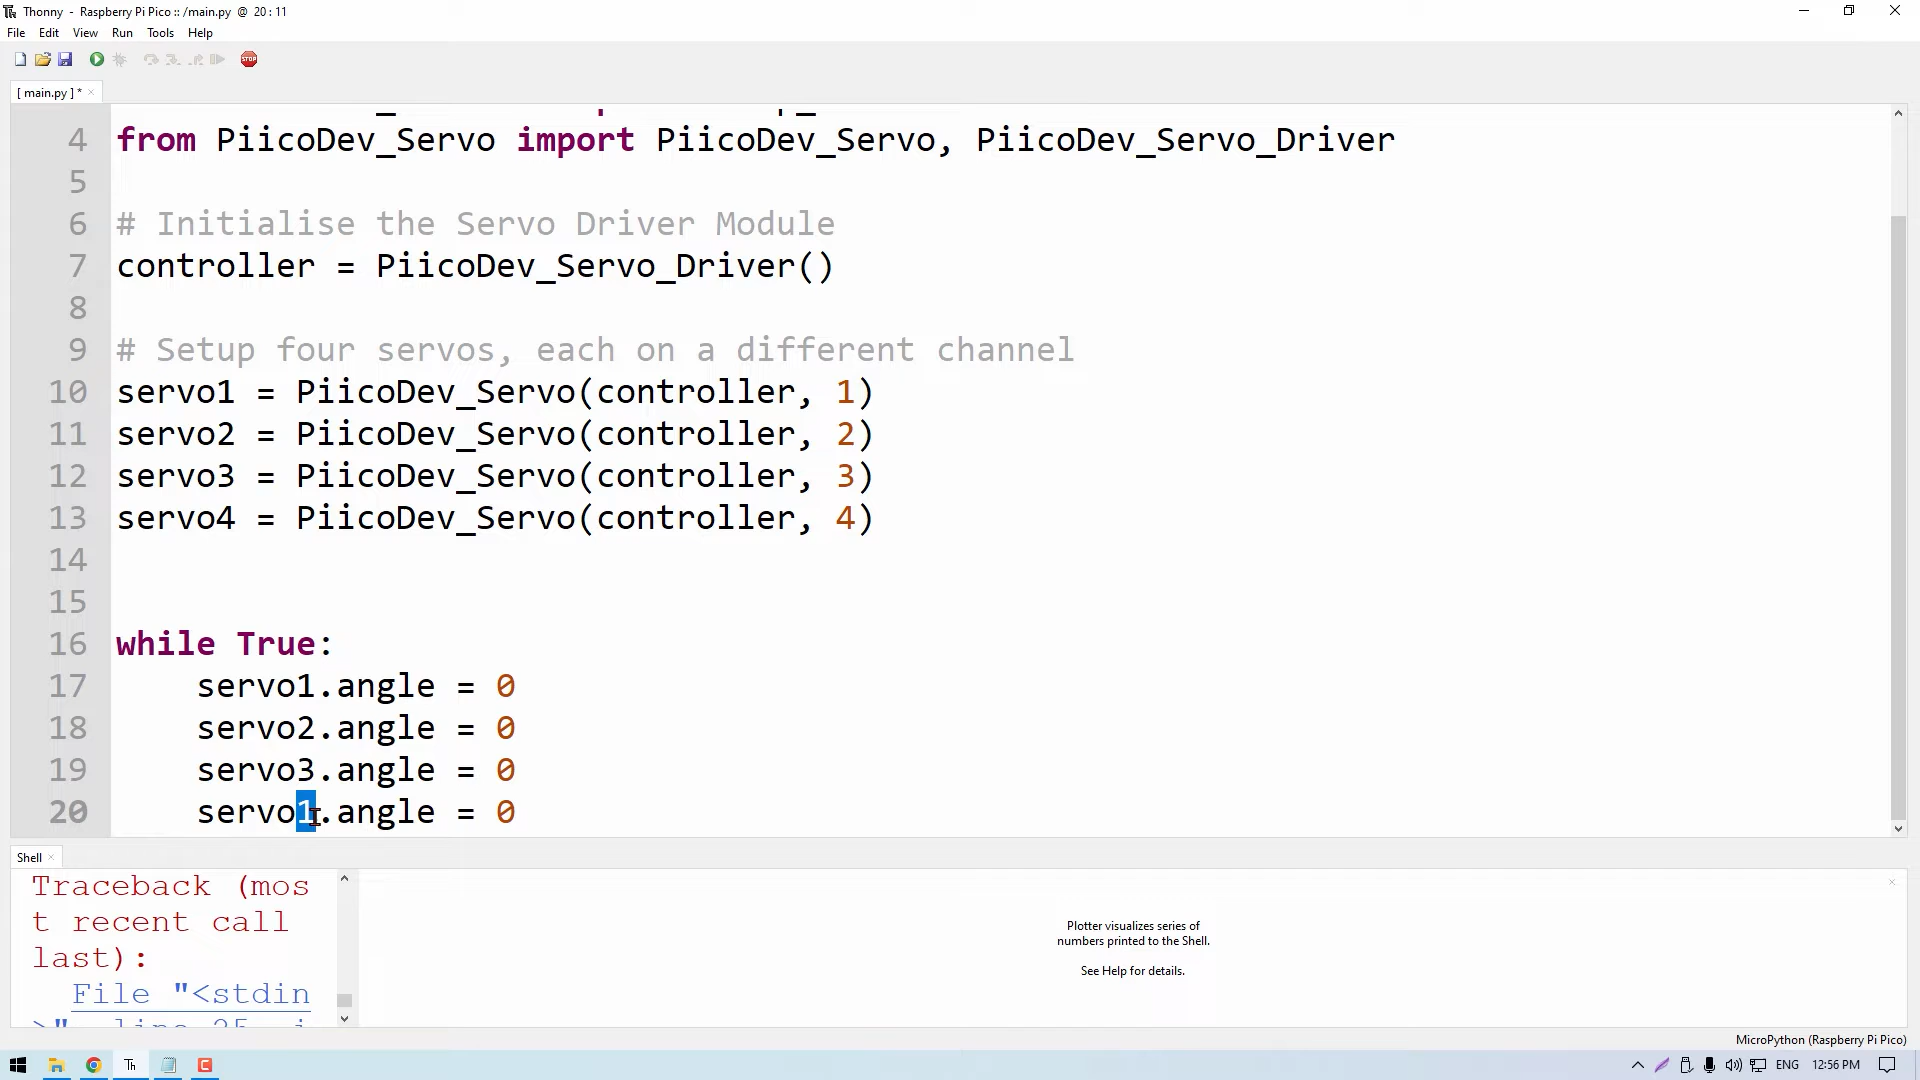 Thonny - Raspberry Pi Pico :: /main.py @ 20 : 11
File Edit View Run Tools Help
STOP
[ main.py ] *
4 from PiicoDev_Servo import PiicoDev_Servo, PiicoDev_Servo_Driver
5
6 # Initialise the Servo Driver Module
7 controller = PiicoDev_Servo_Driver()
8
9 # Setup four servos, each on a different channel
10 servo1 = PiicoDev_Servo(controller, 1)
11 servo2 = PiicoDev_Servo(controller, 2)
12 servo3 = PiicoDev_Servo(controller, 3)
13 servo4 = PiicoDev_Servo(controller, 4)
14
15
16 while True:
17 servo1.angle = 0
18 servo2.angle = 0
19 servo3.angle = 0
20 servo1.angle = 0
Shell
Traceback (mos
t recent call
last):
File "<stdin
Plotter visualizes series of
numbers printed to the Shell.
See Help for details.
MicroPython (Raspberry Pi Pico)
Th
ENG 12:56 PM